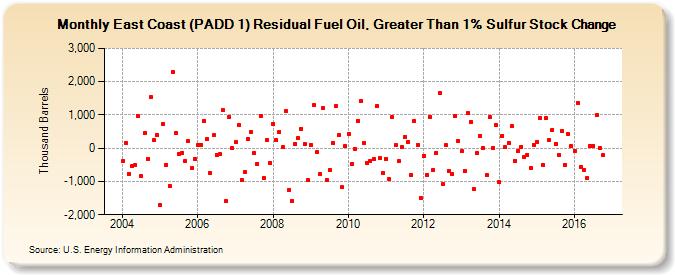 Monthly East Coast (PADD 1) Residual Fuel Oil, Greater Than 1% Sulfur Stock Change
Thousand Barrels
3,000
2,000
1,000
0
-1,000
-2,000
2004 2006 2008 2010 2012 2014 2016
Source: U.S. Energy Information Administration